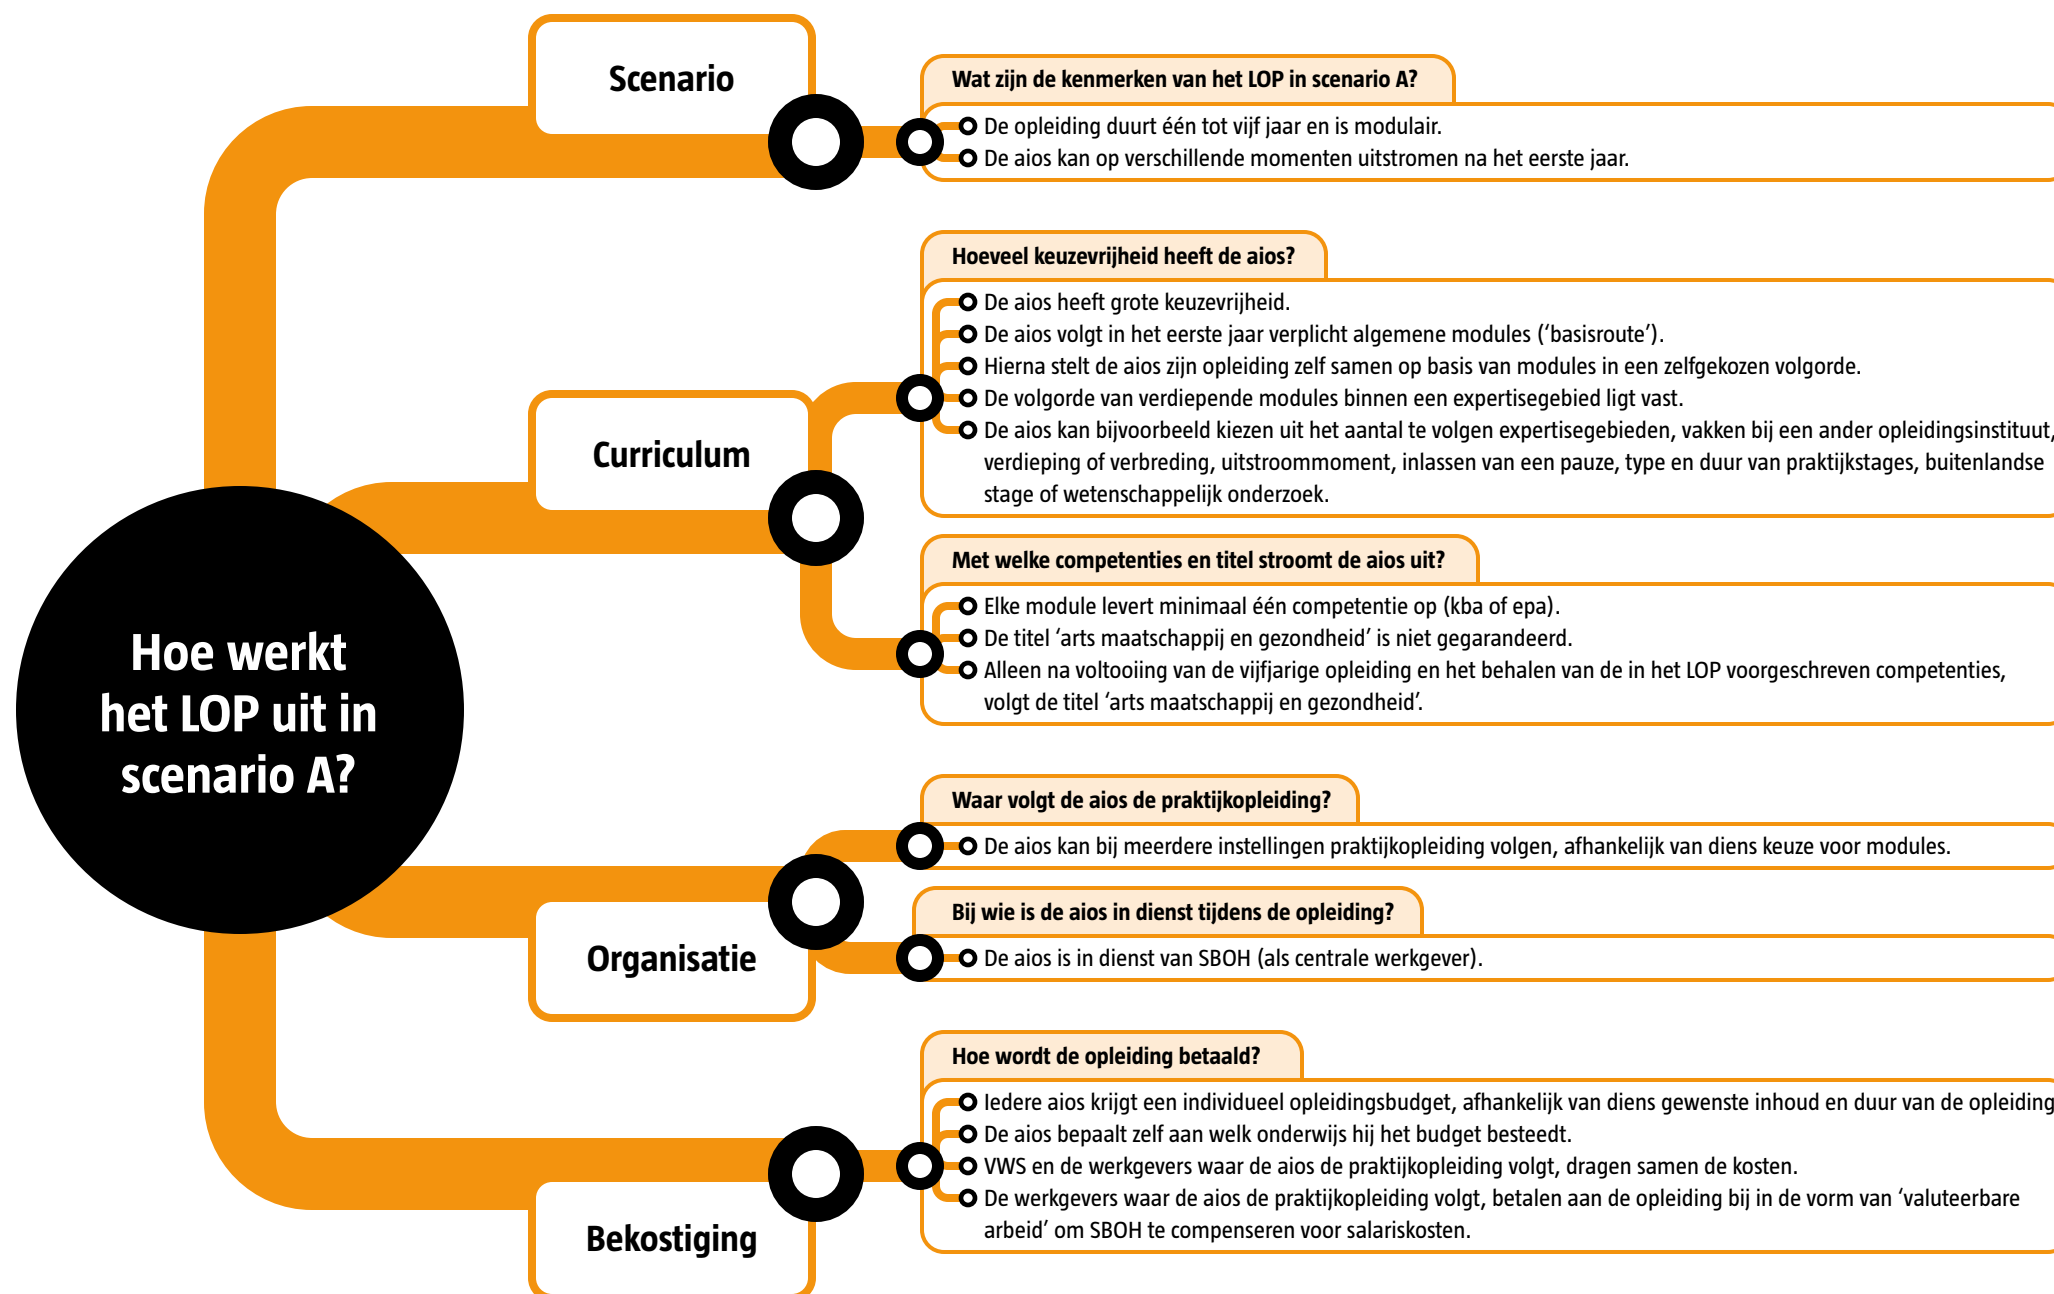 Hoe werkt
het LOP uit in
scenario A?
Scenario
Wat zijn de kenmerken van het LOP in scenario A?
De opleiding duurt één tot vijf jaar en is modulair.
De aios kan op verschillende momenten uitstromen na het eerste jaar.
Curriculum
Hoeveel keuzevrijheid heeft de aios?
De aios heeft grote keuzevrijheid.
De aios volgt in het eerste jaar verplicht algemene modules (‘basisroute’).
Hierna stelt de aios zijn opleiding zelf samen op basis van modules in een zelfgekozen volgorde.
De volgorde van verdiepende modules binnen een expertisegebied ligt vast.
De aios kan bijvoorbeeld kiezen uit het aantal te volgen expertisegebieden, vakken bij een ander opleidingsinstituut,
verdieping of verbreding, uitstroommoment, inlassen van een pauze, type en duur van praktijkstages, buitenlandse
stage of wetenschappelijk onderzoek.
Met welke competenties en titel stroomt de aios uit?
Elke module levert minimaal één competentie op (kba of epa).
De titel ‘arts maatschappij en gezondheid’ is niet gegarandeerd.
Alleen na voltooiing van de vijfjarige opleiding en het behalen van de in het LOP voorgeschreven competenties,
volgt de titel ‘arts maatschappij en gezondheid’.
Organisatie
Waar volgt de aios de praktijkopleiding?
De aios kan bij meerdere instellingen praktijkopleiding volgen, afhankelijk van diens keuze voor modules.
Bij wie is de aios in dienst tijdens de opleiding?
De aios is in dienst van SBOH (als centrale werkgever).
Bekostiging
Hoe wordt de opleiding betaald?
Iedere aios krijgt een individueel opleidingsbudget, afhankelijk van diens gewenste inhoud en duur van de opleiding
De aios bepaalt zelf aan welk onderwijs hij het budget besteedt.
VWS en de werkgevers waar de aios de praktijkopleiding volgt, dragen samen de kosten.
De werkgevers waar de aios de praktijkopleiding volgt, betalen aan de opleiding bij in de vorm van ‘valuteerbare
arbeid’ om SBOH te compenseren voor salariskosten.